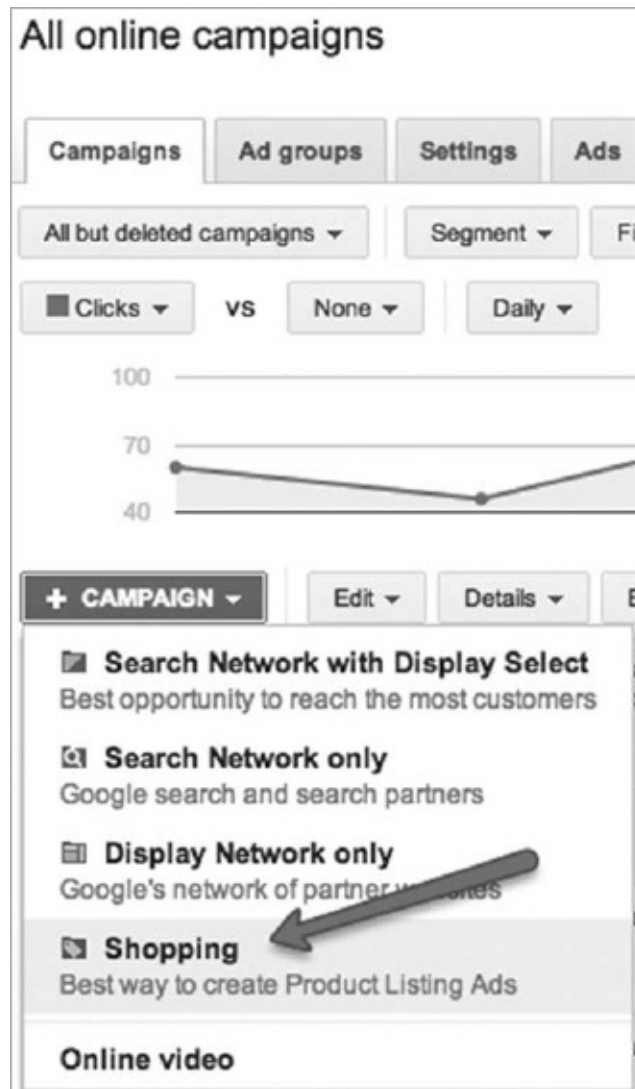 All online campaigns
Campaigns Ad groups Settings Ads
All but deleted campaigns Segment
Clicks vs None Daily
100
70
40
+ CAMPAIGN Edit Details
Search Network with Display Select
Best opportunity to reach the most customers
Search Network only
Google search and search partners
Display Network only
Google's network of partner websites
Shopping
Best way to create Product Listing Ads
Online video